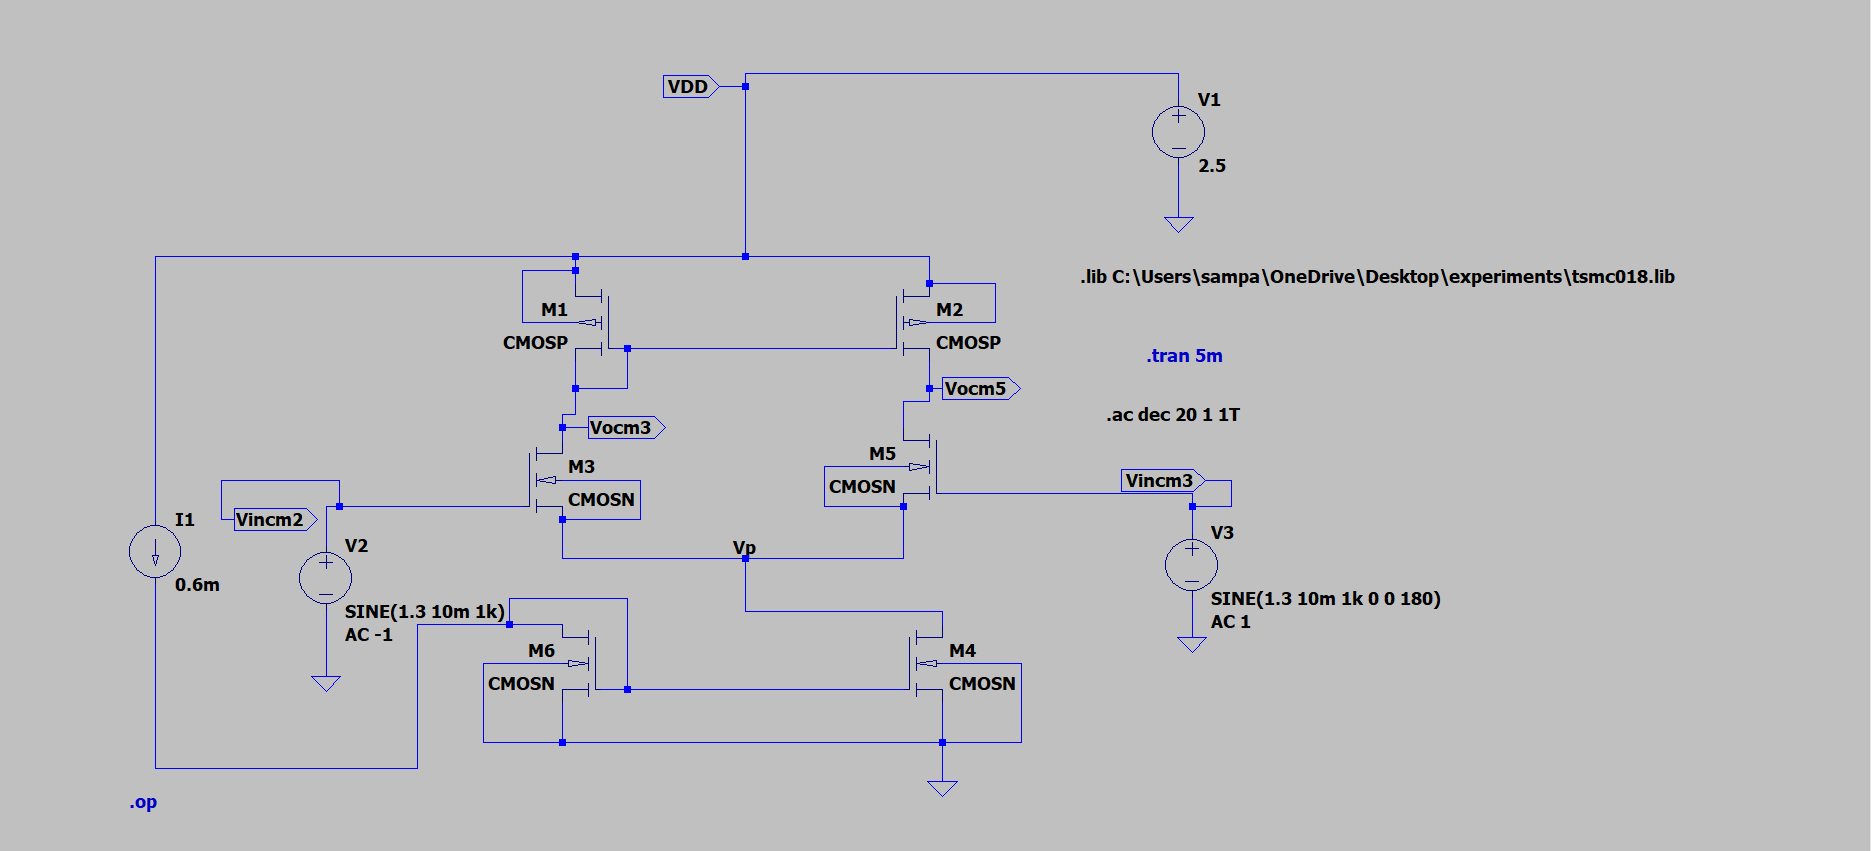 VDD
V1
2.5
.lib C:\Users\sampa\OneDrive\Desktop\experiments\tsmc018.lib
M1
M2
CMOSP
CMOSP
.tran 5m
Vocm5
.ac dec 20 1 1T
Vocm3
M3
M5
CMOSN
CMOSN
Vincm3
I1
Vincm2
V2
Vp
V3
0.6m
SINE(1.3 10m 1k)
AC -1
SINE(1.3 10m 1k 0 0 180)
AC 1
M6
M4
CMOSN
CMOSN
.op